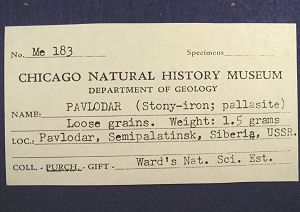 No. Me 183 Specimens
CHICAGO NATURAL HISTORY MUSEUM
DEPARTMENT OF GEOLOGY
NAME: PAVLODAR (Stony-iron; pallasite)
Loose grains. Weight: 1.5 grams
LOC.: Pavlodar, Semipalatinsk, Siberia, USSR.
COLL. - PURCH. - GIFT - Ward's Nat. Sci. Est.